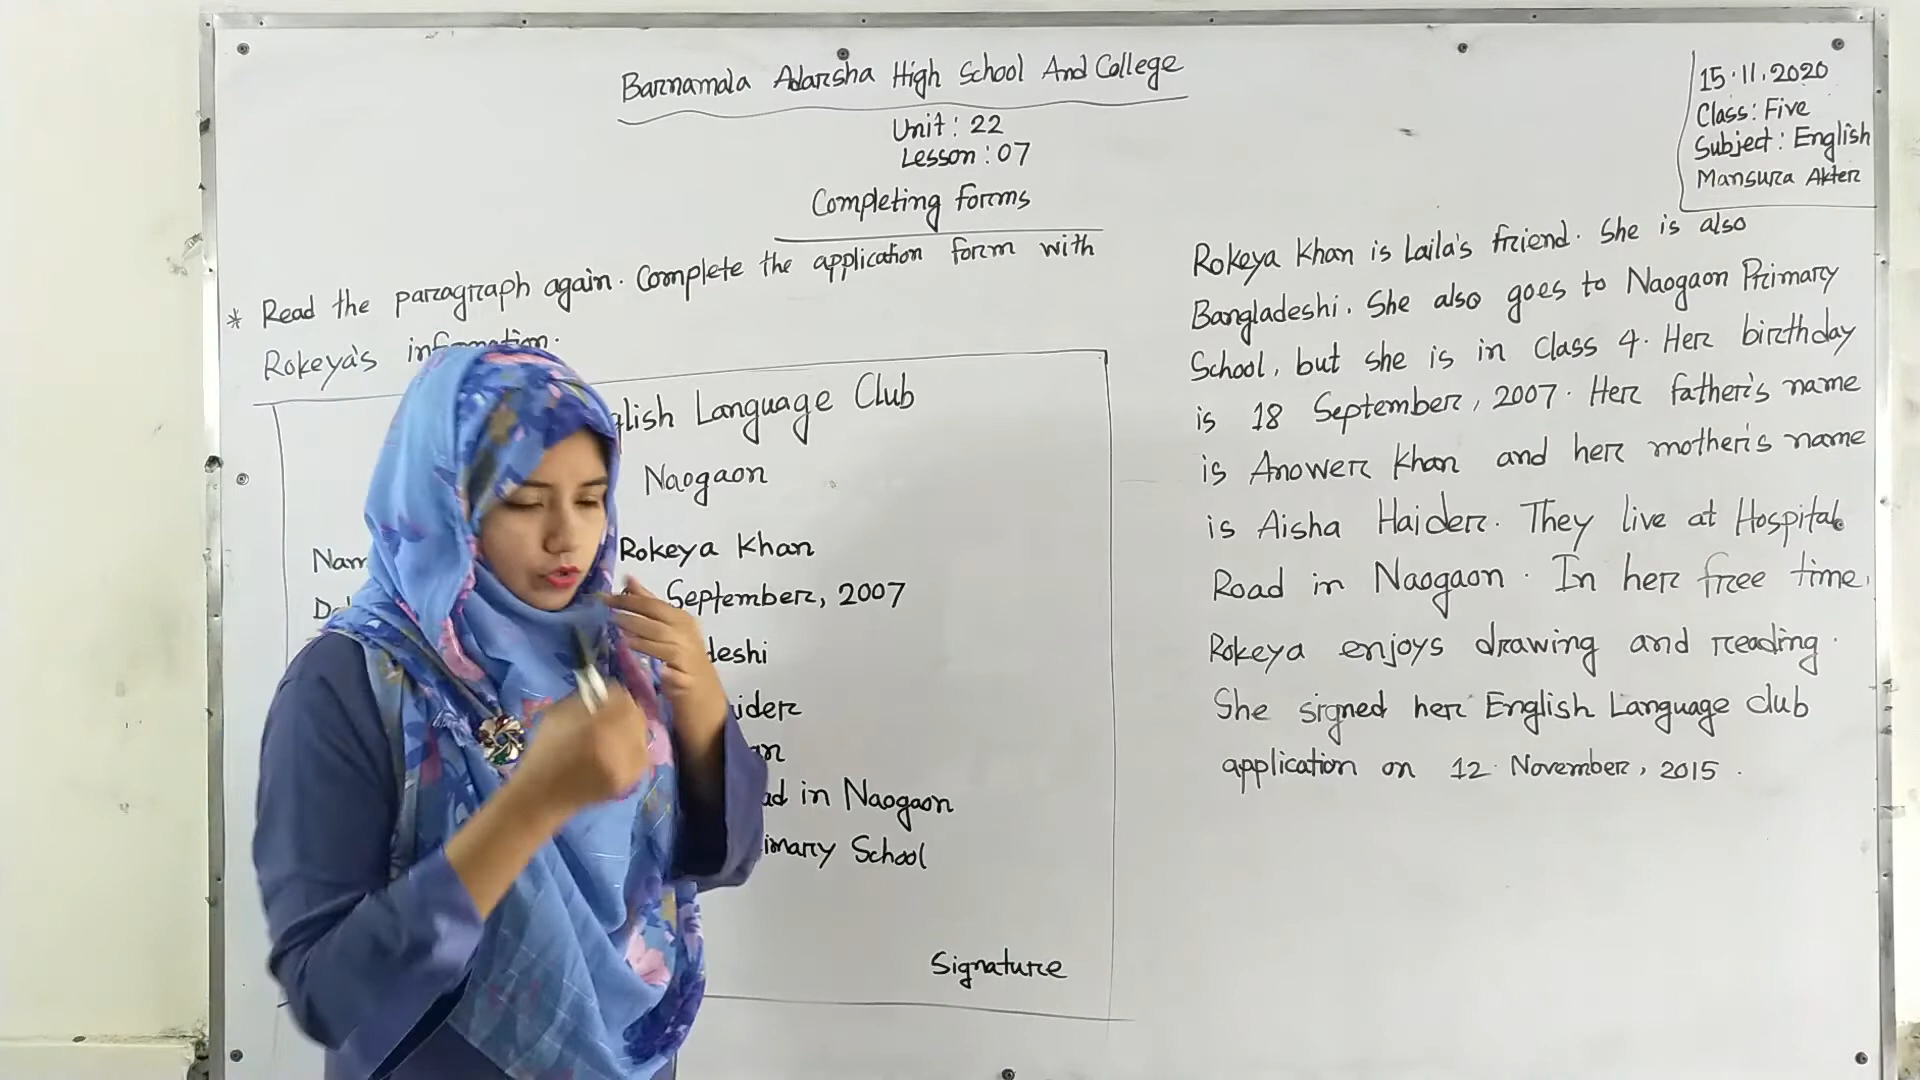 Barnamala Adarsha High School And College
Unit : 22
Lesson : 07
Completing forms
15.11.2020
Class: Five
Subject : English
Mansura Akter
* Read the paragraph again. Complete the application form with
Rokeya's information.
English Language Club
Naogaon
Rokeya Khan
September, 2007
Naogaon
in Naogaon
School
Signature
Rokeya Khan is Laila's friend. She is also
Bangladeshi. She also goes to Naogaon Primary
School, but she is in Class 4. Her birthday
is 18 September, 2007. Her father's name
is Anower Khan and her mother's name
is Aisha Haider. They live at Hospital
Road in Naogaon. In her free time,
Rokeya enjoys drawing and reading.
She signed her English Language club
application on 12 November, 2015.